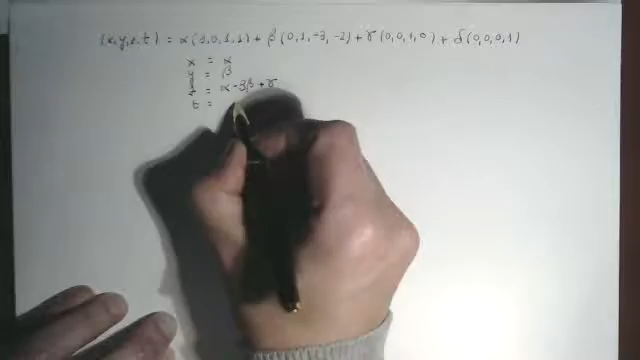 (x,y,z,t) = α(1,0,1,1) + β(0,1,-3,-2) + γ(0,0,1,0) + δ(0,0,0,1)
x = α
y = β
z = α-3β+γ
t =